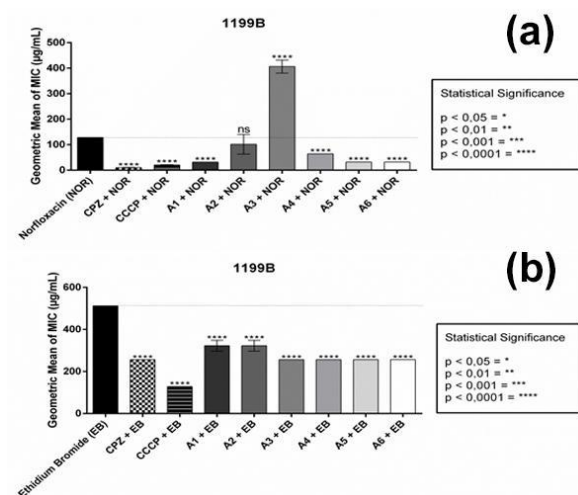 1199B
(a)
Geometric Mean of MIC (µg/mL)
500
400
300
200
100
0
****
****
****
ns
****
****
****
****
Norfloxacin (NOR)
CPZ + NOR
CCCP + NOR
A1 + NOR
A2 + NOR
A3 + NOR
A4 + NOR
A5 + NOR
A6 + NOR
Statistical Significance
p < 0,05 = *
p < 0,01 = **
p < 0,001 = ***
p < 0,0001 = ****
1199B
(b)
Geometric Mean of MIC (µg/mL)
600
400
200
0
****
****
****
****
****
****
****
****
Ethidium Bromide (EB)
CPZ + EB
CCCP + EB
A1 + EB
A2 + EB
A3 + EB
A4 + EB
A5 + EB
A6 + EB
Statistical Significance
p < 0,05 = *
p < 0,01 = **
p < 0,001 = ***
p < 0,0001 = ****